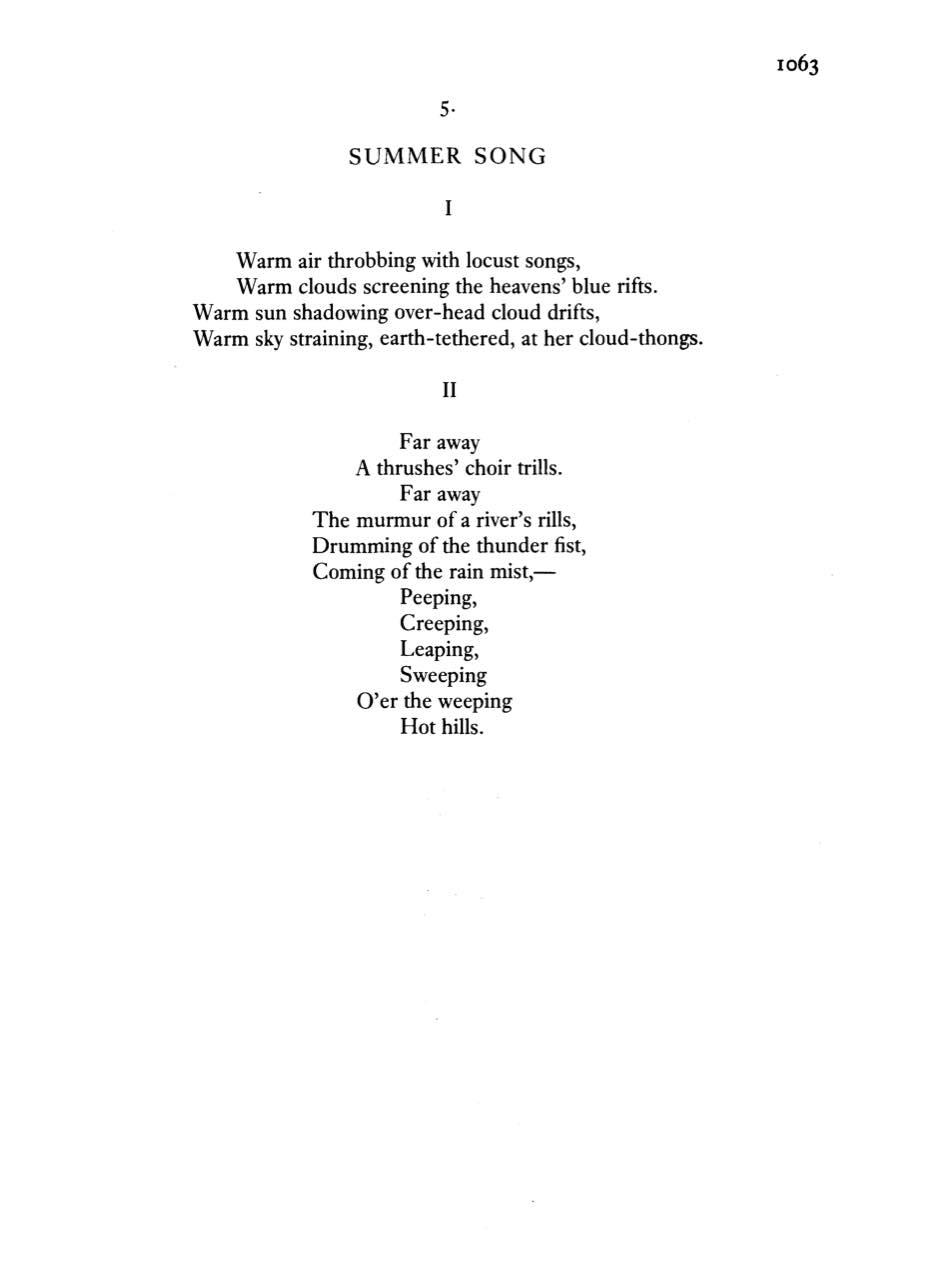 1063
5.
SUMMER SONG
I
Warm air throbbing with locust songs,
Warm clouds screening the heavens’ blue rifts.
Warm sun shadowing over-head cloud drifts,
Warm sky straining, earth-tethered, at her cloud-thongs.
II
Far away
A thrushes’ choir trills.
Far away
The murmur of a river’s rills,
Drumming of the thunder fist,
Coming of the rain mist,—
Peeping,
Creeping,
Leaping,
Sweeping
O’er the weeping
Hot hills.